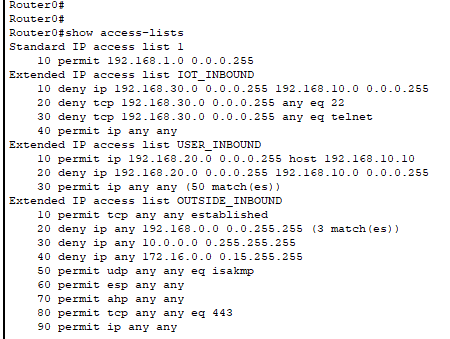 Router0#
Router0#
Router0#show access-lists
Standard IP access list 1
    10 permit 192.168.1.0 0.0.0.255
Extended IP access list IOT_INBOUND
    10 deny ip 192.168.30.0 0.0.0.255 192.168.10.0 0.0.0.255
    20 deny tcp 192.168.30.0 0.0.0.255 any eq 22
    30 deny tcp 192.168.30.0 0.0.0.255 any eq telnet
    40 permit ip any any
Extended IP access list USER_INBOUND
    10 permit ip 192.168.20.0 0.0.0.255 host 192.168.10.10
    20 deny ip 192.168.20.0 0.0.0.255 192.168.10.0 0.0.0.255
    30 permit ip any any (50 match(es))
Extended IP access list OUTSIDE_INBOUND
    10 permit tcp any any established
    20 deny ip any 192.168.0.0 0.0.255.255 (3 match(es))
    30 deny ip any 10.0.0.0 0.255.255.255
    40 deny ip any 172.16.0.0 0.15.255.255
    50 permit udp any any eq isakmp
    60 permit esp any any
    70 permit ahp any any
    80 permit tcp any any eq 443
    90 permit ip any any